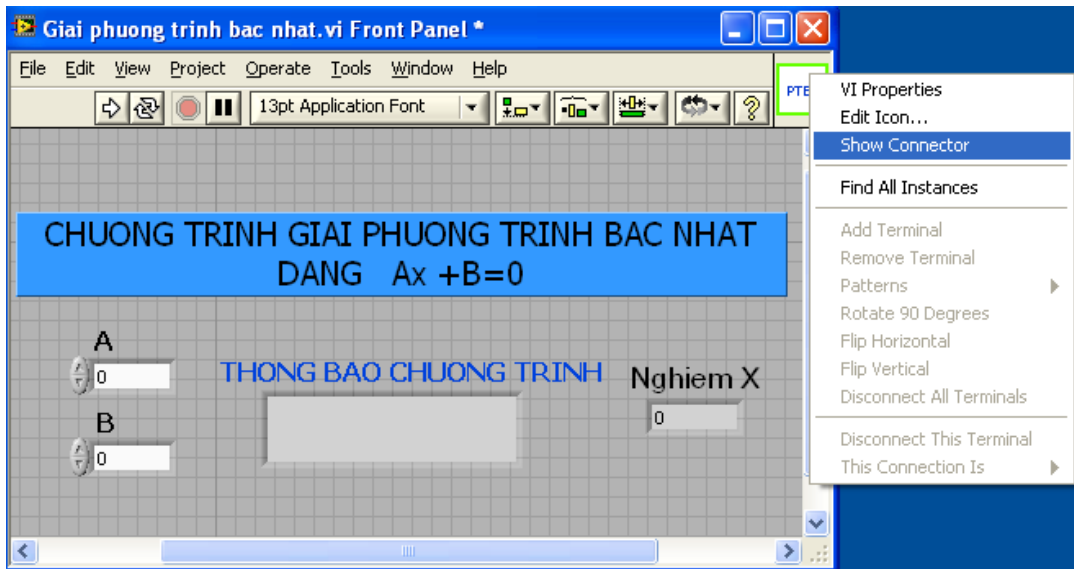 Giai phuong trinh bac nhat.vi Front Panel *
File Edit View Project Operate Tools Window Help
13pt Application Font
CHUONG TRINH GIAI PHUONG TRINH BAC NHAT
DANG Ax +B=0
A
0
B
0
THONG BAO CHUONG TRINH
Nghiem X
0
VI Properties
Edit Icon...
Show Connector
Find All Instances
Add Terminal
Remove Terminal
Patterns
Rotate 90 Degrees
Flip Horizontal
Flip Vertical
Disconnect All Terminals
Disconnect This Terminal
This Connection Is